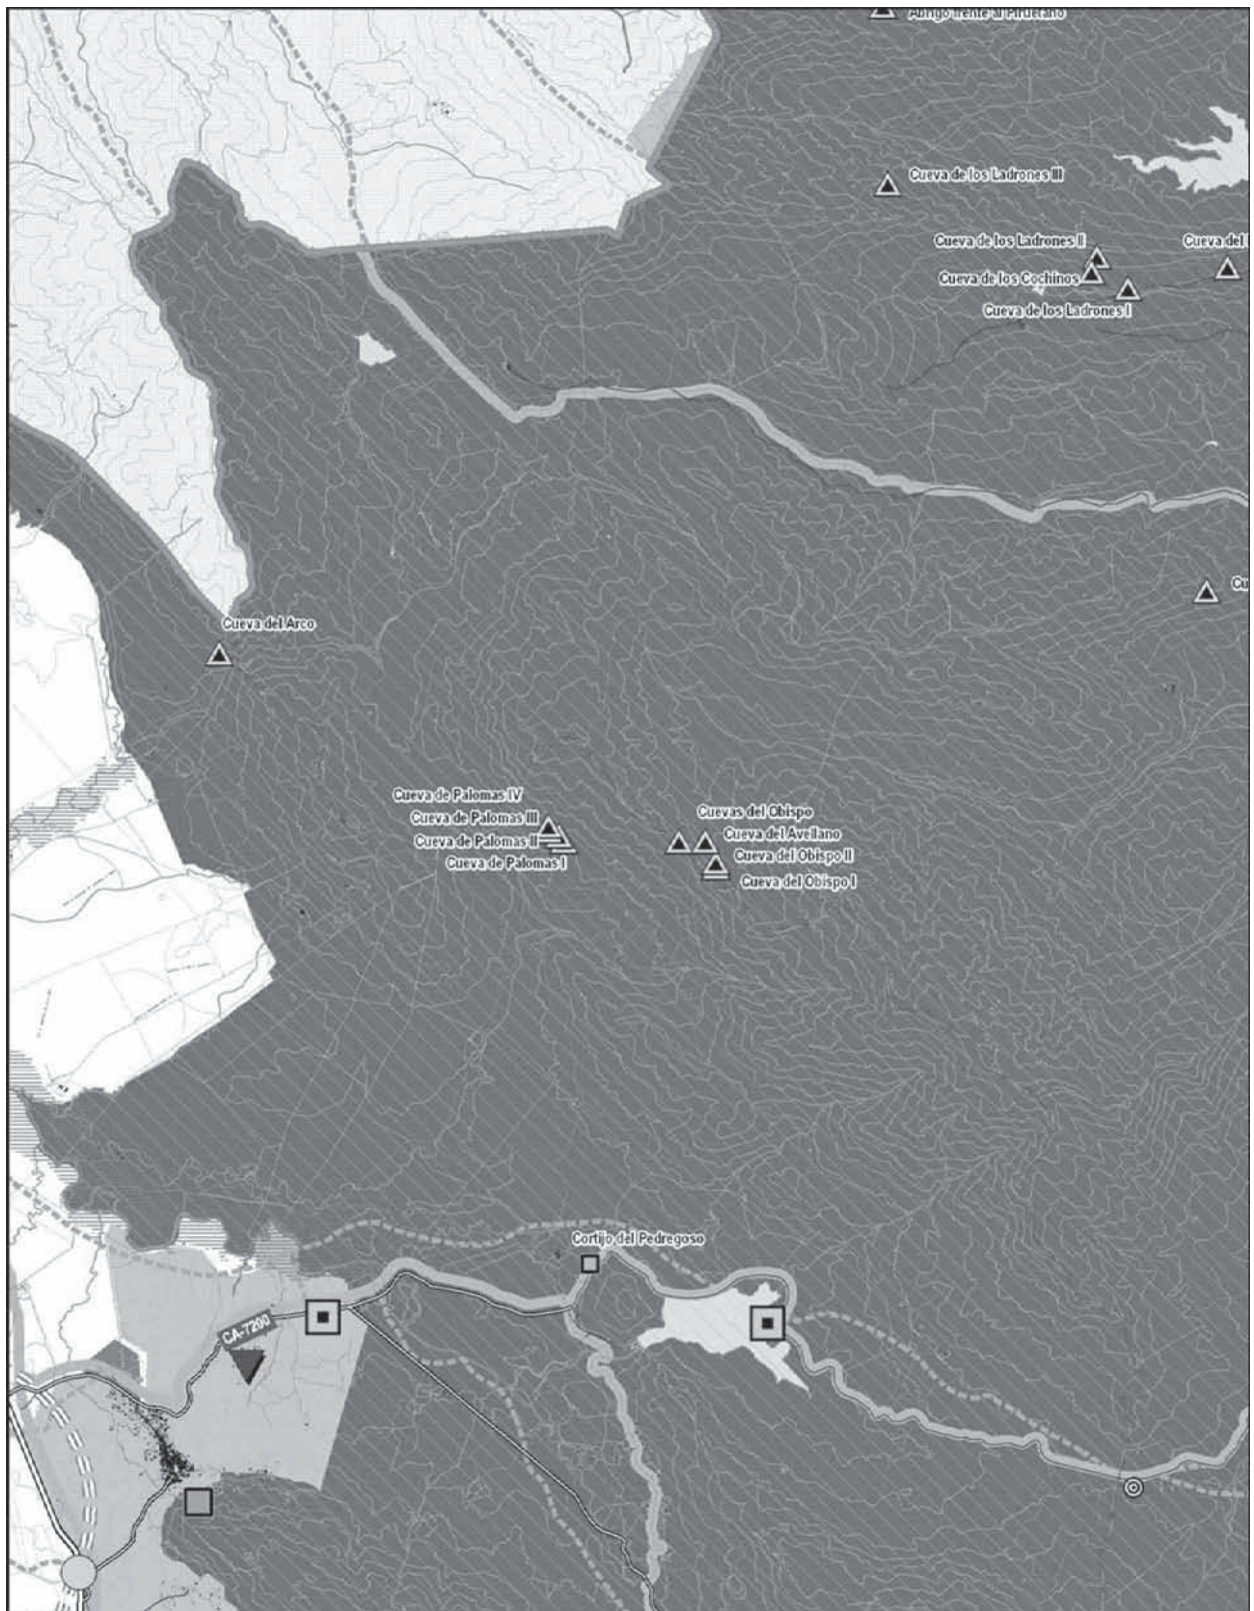 Abrigo frente al Piruétano
Cueva de los Ladrones III
Cueva de los Ladrones II
Cueva del
Cueva de los Cochinos
Cueva de los Ladrones I
Cueva del Arco
Cueva de Palomas IV
Cueva de Palomas III
Cueva de Palomas II
Cueva de Palomas I
Cuevas del Obispo
Cueva del Avellano
Cueva del Obispo II
Cueva del Obispo I
Cortijo del Pedregoso
CA-7200